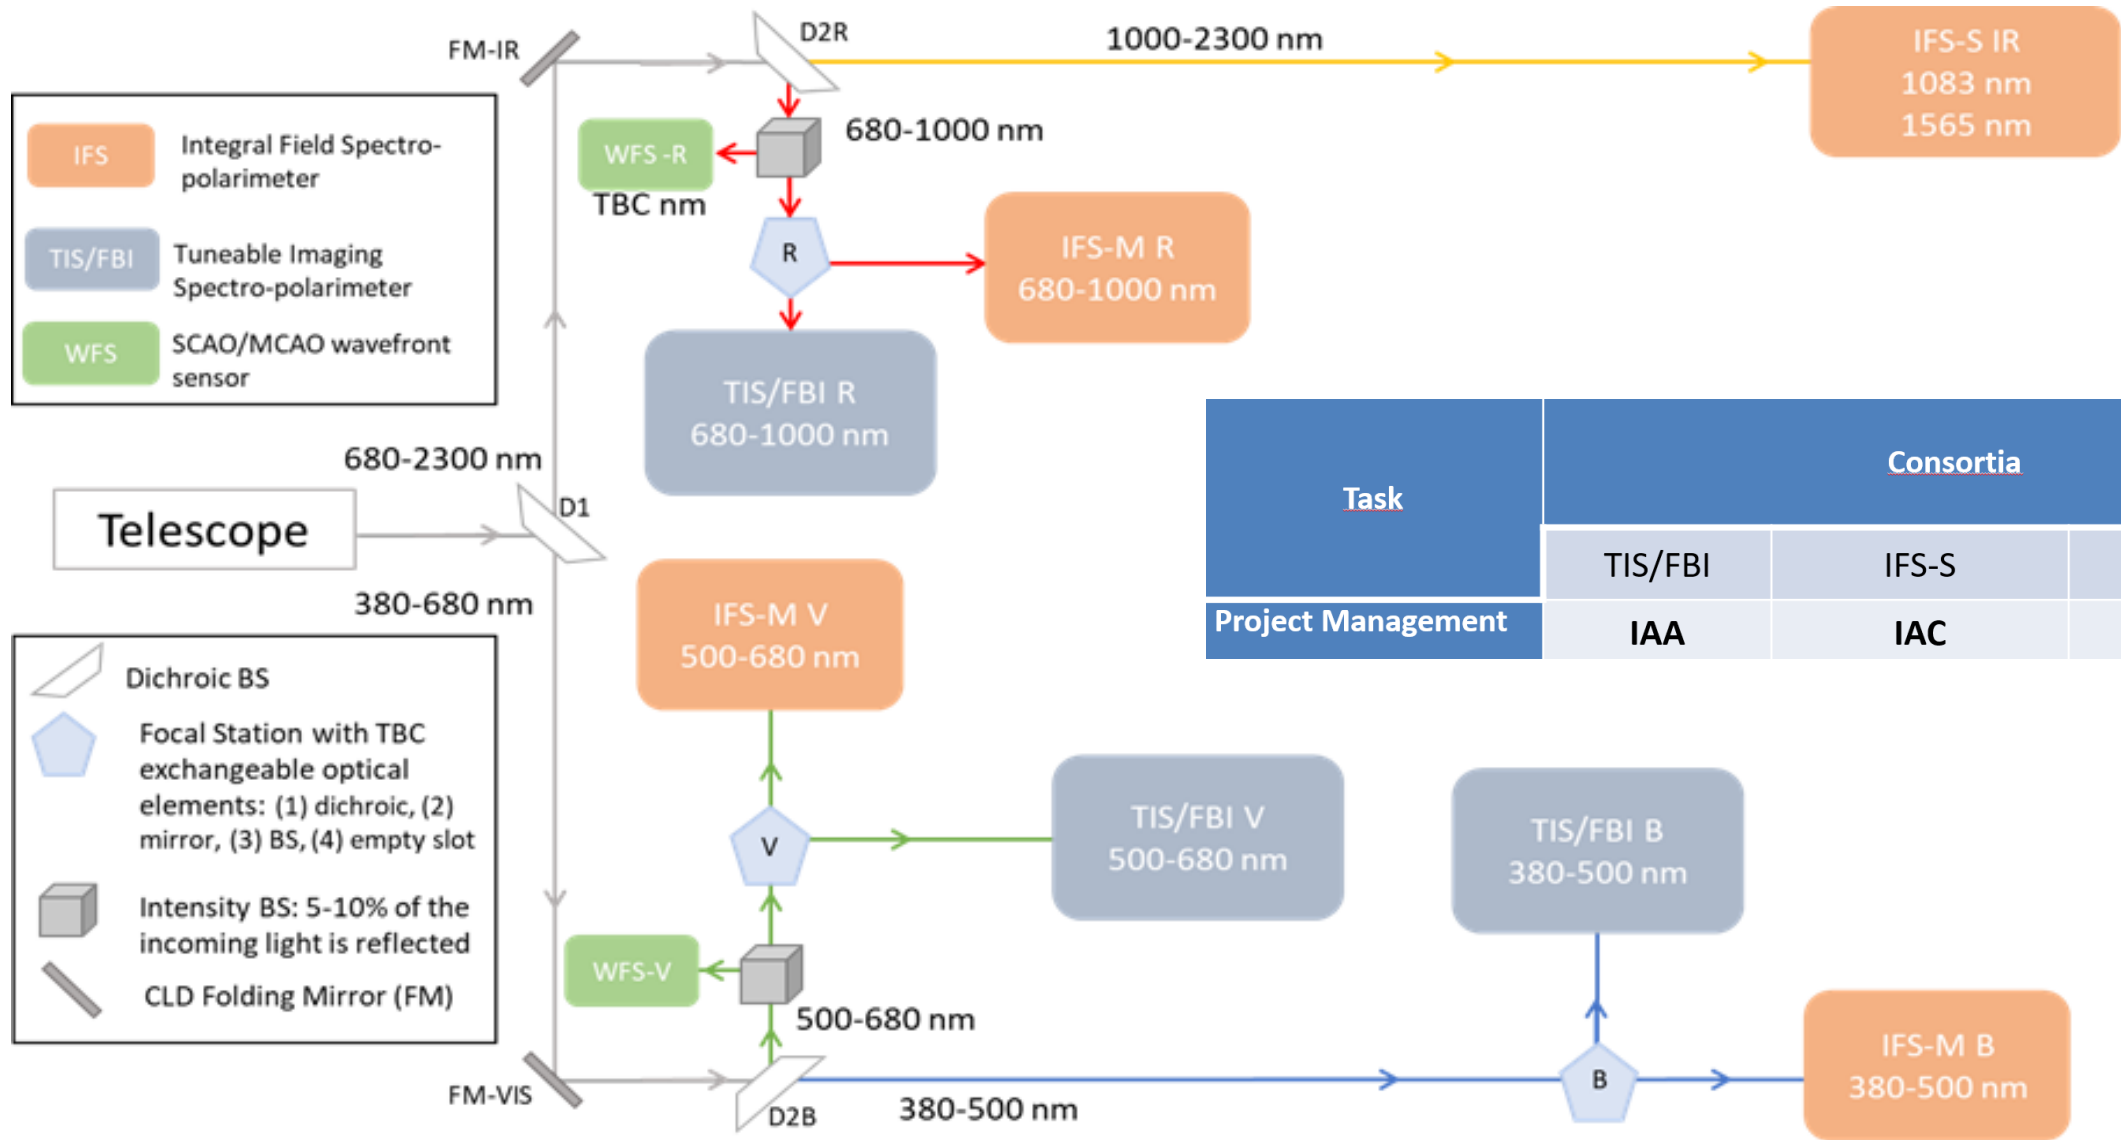 FM-IR
D2R
1000-2300 nm
IFS-S IR
1083 nm
1565 nm
IFS
Integral Field Spectro-
polarimeter
TIS/FBI
Tuneable Imaging
Spectro-polarimeter
WFS
SCAO/MCAO wavefront
sensor
680-1000 nm
WFS -R
TBC nm
R
IFS-M R
680-1000 nm
TIS/FBI R
680-1000 nm
680-2300 nm
Telescope
D1
380-680 nm
Task
Consortia
TIS/FBI
IFS-S
Project Management
IAA
IAC
Dichroic BS
Focal Station with TBC
exchangeable optical
elements: (1) dichroic, (2)
mirror, (3) BS, (4) empty slot
Intensity BS: 5-10% of the
incoming light is reflected
CLD Folding Mirror (FM)
IFS-M V
500-680 nm
V
TIS/FBI V
500-680 nm
TIS/FBI B
380-500 nm
WFS-V
500-680 nm
FM-VIS
D2B
380-500 nm
B
IFS-M B
380-500 nm